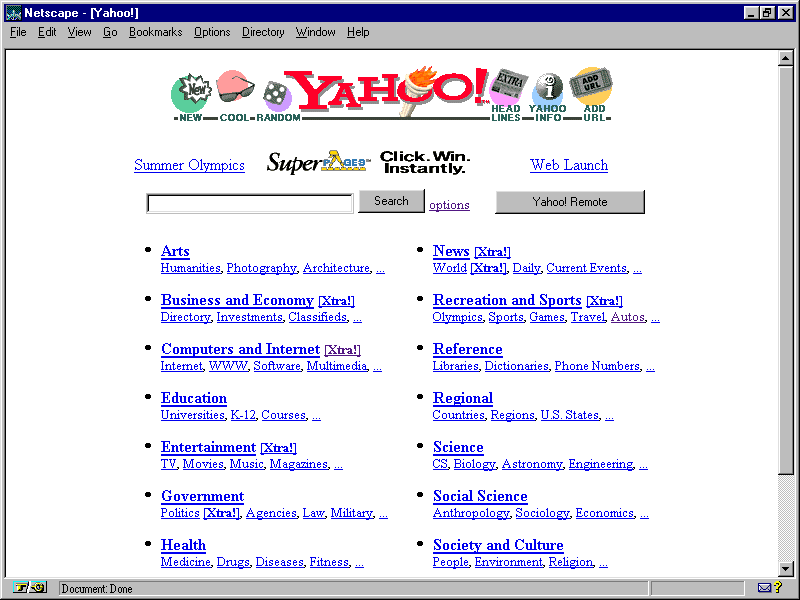 Netscape - [Yahoo!]
File Edit View Go Bookmarks Options Directory Window Help
New EXTRA i ADD URL
YAHOO!
NEW COOL RANDOM HEAD LINES YAHOO INFO ADD URL
Summer Olympics Super PAGES™ Click. Win. Instantly. Web Launch
Search options Yahoo! Remote
Arts
Humanities, Photography, Architecture, ...
Business and Economy [Xtra!]
Directory, Investments, Classifieds, ...
Computers and Internet [Xtra!]
Internet, WWW, Software, Multimedia, ...
Education
Universities, K-12, Courses, ...
Entertainment [Xtra!]
TV, Movies, Music, Magazines, ...
Government
Politics [Xtra!], Agencies, Law, Military, ...
Health
Medicine, Drugs, Diseases, Fitness, ...
News [Xtra!]
World [Xtra!], Daily, Current Events, ...
Recreation and Sports [Xtra!]
Olympics, Sports, Games, Travel, Autos, ...
Reference
Libraries, Dictionaries, Phone Numbers, ...
Regional
Countries, Regions, U.S. States, ...
Science
CS, Biology, Astronomy, Engineering, ...
Social Science
Anthropology, Sociology, Economics, ...
Society and Culture
People, Environment, Religion, ...
Document: Done